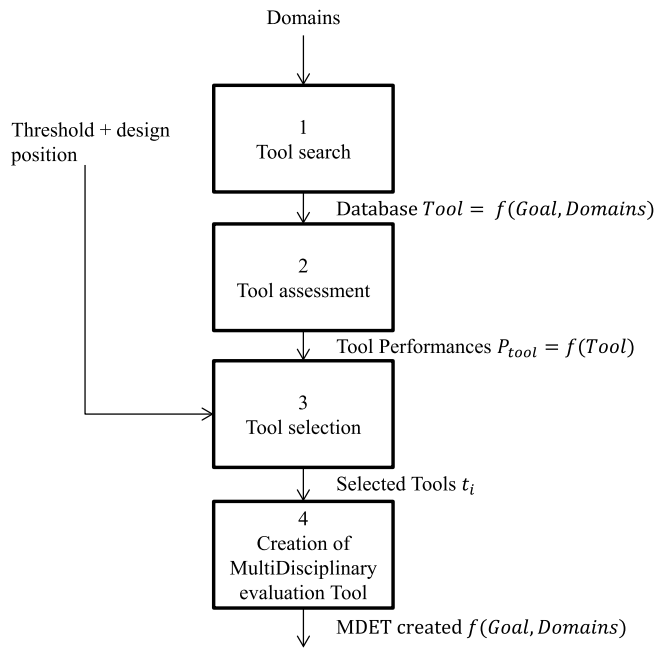 Domains
1
Tool search
Threshold + design
position
Database Tool = f(Goal, Domains)
2
Tool assessment
Tool Performances P_tool = f(Tool)
3
Tool selection
Selected Tools t_i
4
Creation of
MultiDisciplinary
evaluation Tool
MDET created f(Goal, Domains)